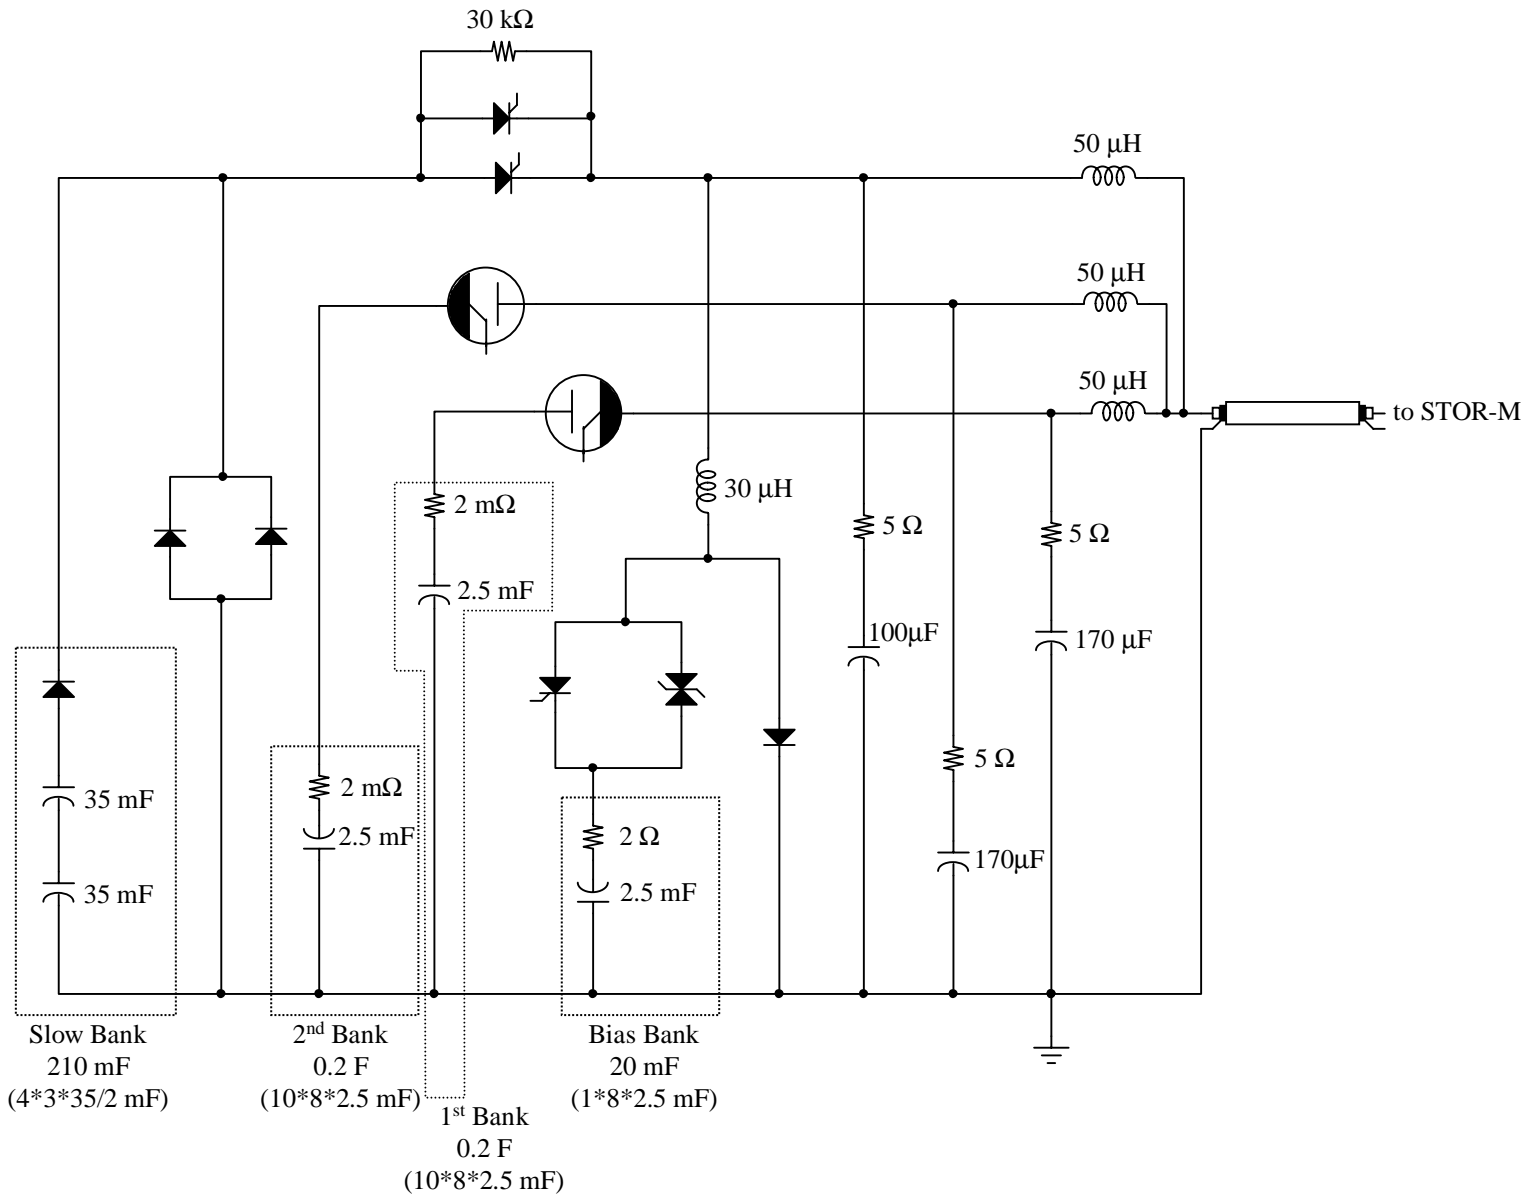 30 kΩ
50 μH
50 μH
50 μH
to STOR-M
2 mΩ
30 μH
5 Ω
5 Ω
2.5 mF
100μF
170 μF
5 Ω
35 mF
2 mΩ
2.5 mF
2 Ω
170μF
35 mF
2.5 mF
Slow Bank
210 mF
(4*3*35/2 mF)
2nd Bank
0.2 F
(10*8*2.5 mF)
Bias Bank
20 mF
(1*8*2.5 mF)
1st Bank
0.2 F
(10*8*2.5 mF)